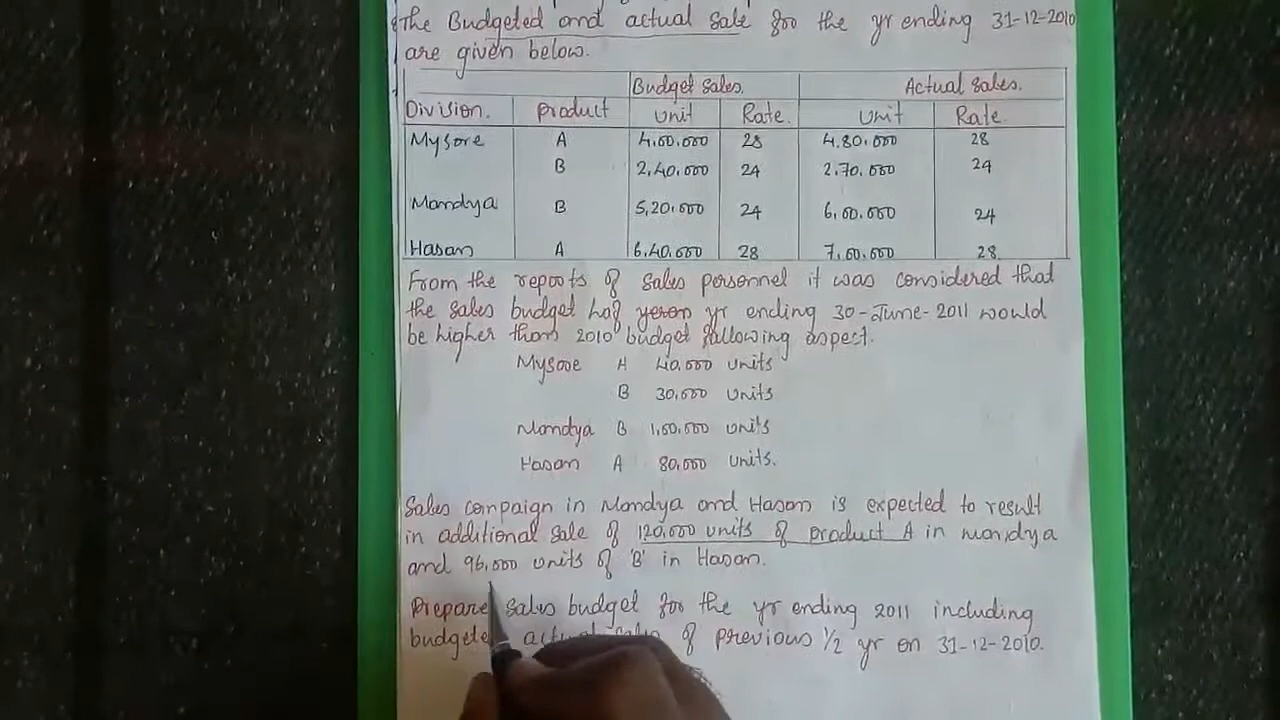 The Budgeted and actual sale for the yr ending 31-12-2010
are given below.
Budget Sales. Actual Sales.
Division. Product Unit Rate. Unit Rate.
Mysore A 4,00,000 28 4,80,000 28
B 2,40,000 24 2,70,000 24
Mandya B 5,20,000 24 6,00,000 24
Hasan A 6,40,000 28 7,00,000 28
From the reports of Sales personnel it was considered that
the Sales budget half yr ending 30-June-2011 would
be higher than 2010 budget following aspect.
Mysore A 40,000 units
B 30,000 units
Mandya B 1,00,000 units
Hasan A 80,000 units.
Sales campaign in Mandya and Hasan is expected to result
in additional sale of 120,000 units of product A in mandya
and 96,000 units of 'B' in Hasan.
Prepare Sales budget for the yr ending 2011 including
of previous 1/2 yr on 31-12-2010.